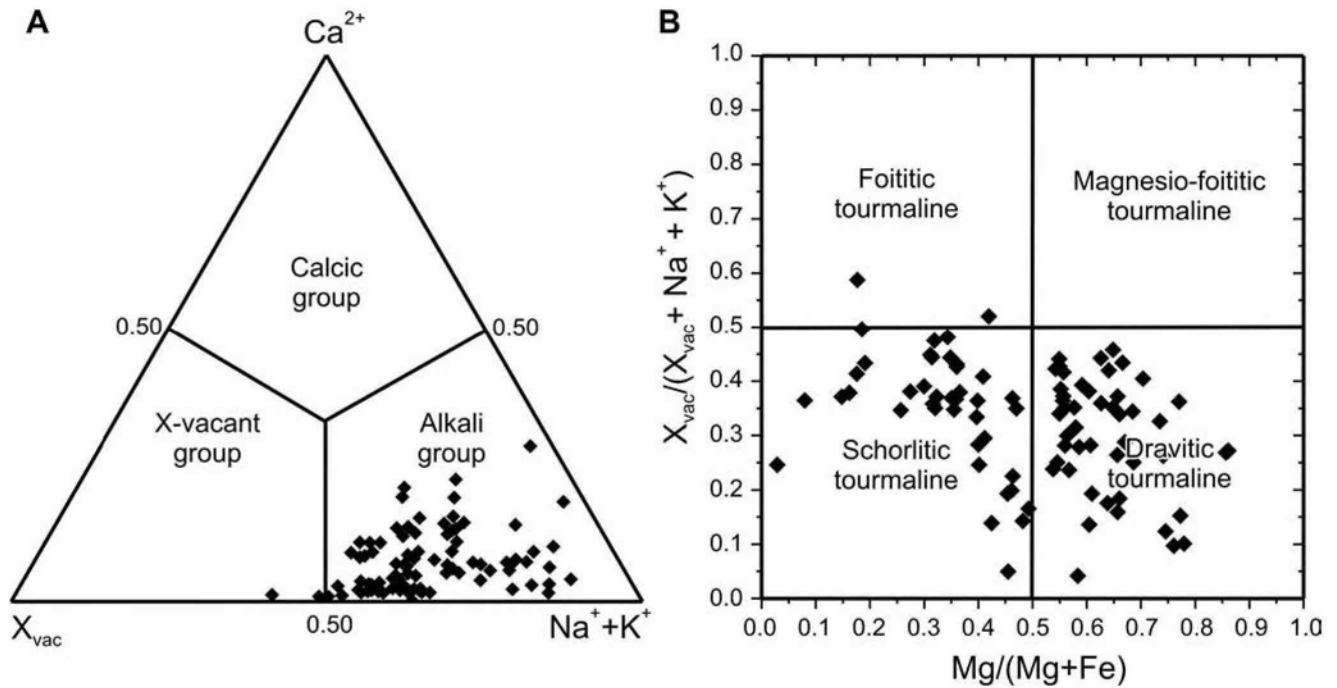 A
Ca²⁺
Calcic
group
0.50
0.50
X-vacant
group
Alkali
group
Xvac
0.50
Na⁺+K⁺
B
Xvac/(Xvac + Na⁺ + K⁺)
1.0
0.9
0.8
0.7
0.6
0.5
0.4
0.3
0.2
0.1
0.0
Foititic
tourmaline
Magnesio-foititic
tourmaline
Schorlitic
tourmaline
Dravitic
tourmaline
0.0 0.1 0.2 0.3 0.4 0.5 0.6 0.7 0.8 0.9 1.0
Mg/(Mg+Fe)